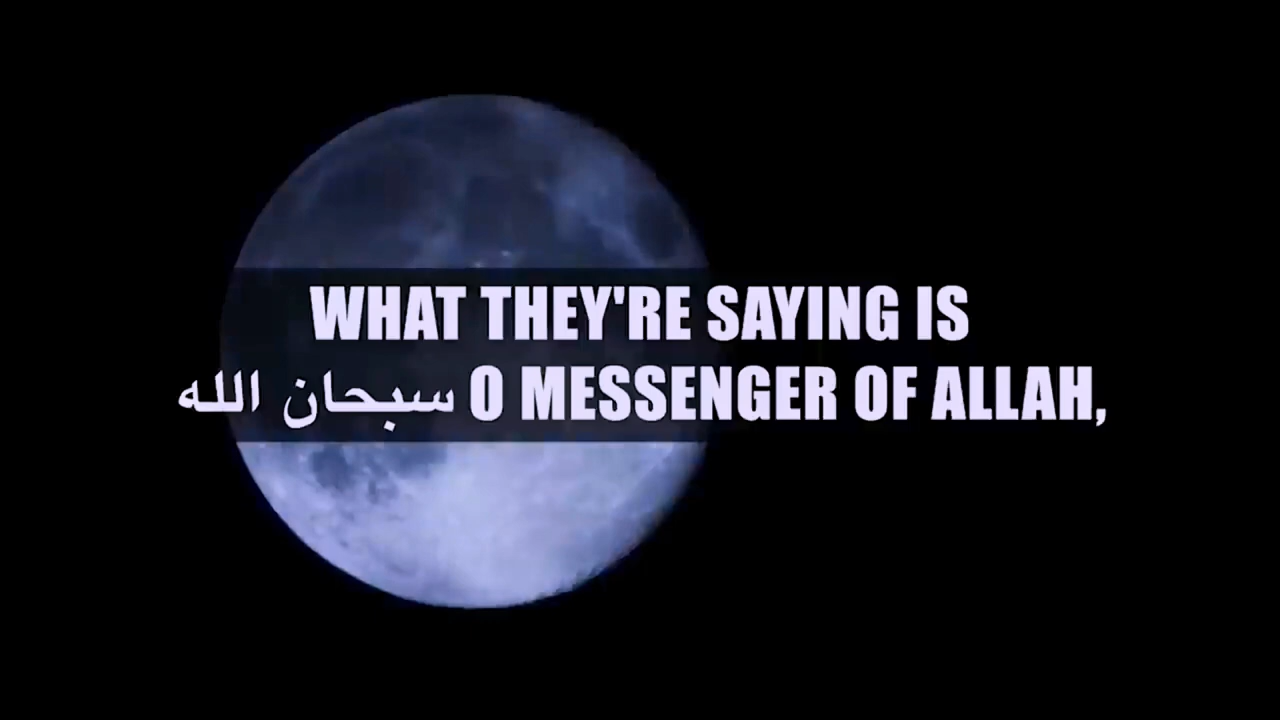 WHAT THEY'RE SAYING IS
سبحان الله O MESSENGER OF ALLAH,